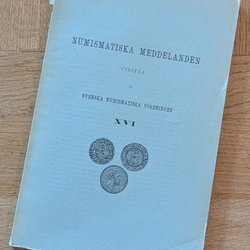 NUMISMATISKA MEDDELANDEN
UTGIFNA
AF
SVENSKA NUMISMATISKA FÖRENINGEN
XVI